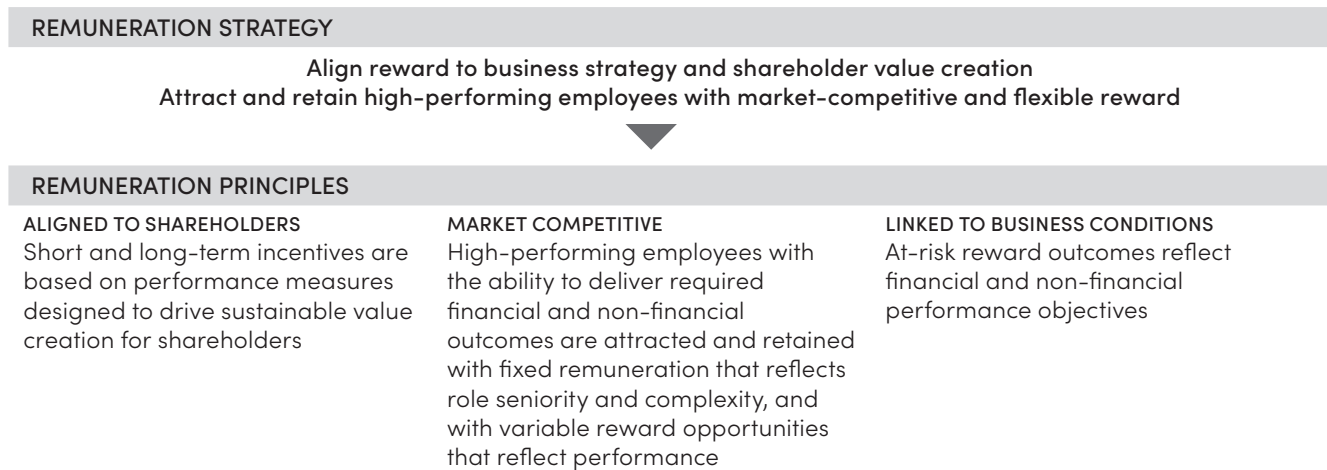 REMUNERATION STRATEGY
Align reward to business strategy and shareholder value creation
Attract and retain high-performing employees with market-competitive and flexible reward
REMUNERATION PRINCIPLES
ALIGNED TO SHAREHOLDERS
Short and long-term incentives are
based on performance measures
designed to drive sustainable value
creation for shareholders
MARKET COMPETITIVE
High-performing employees with
the ability to deliver required
financial and non-financial
outcomes are attracted and retained
with fixed remuneration that reflects
role seniority and complexity, and
with variable reward opportunities
that reflect performance
LINKED TO BUSINESS CONDITIONS
At-risk reward outcomes reflect
financial and non-financial
performance objectives